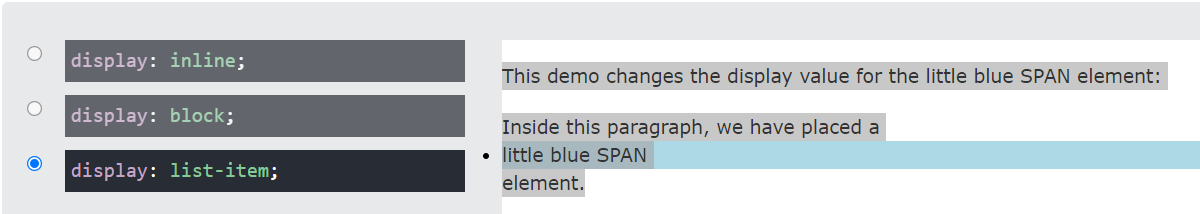 display: inline;
display: block;
display: list-item;
This demo changes the display value for the little blue SPAN element:
Inside this paragraph, we have placed a
little blue SPAN
element.